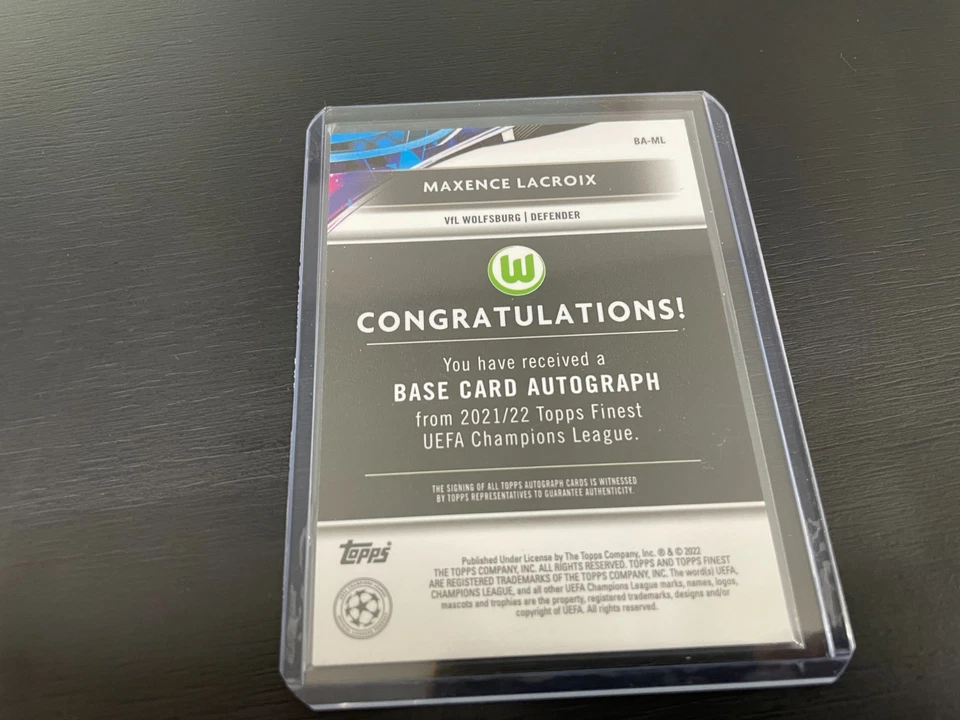 BA-ML
MAXENCE LACROIX
VfL WOLFSBURG | DEFENDER
W
CONGRATULATIONS!
You have received a
BASE CARD AUTOGRAPH
from 2021/22 Topps Finest
UEFA Champions League.
THE SIGNING OF ALL TOPPS AUTOGRAPH CARDS IS WITNESSED
BY TOPPS REPRESENTATIVES TO GUARANTEE AUTHENTICITY.
topps
Published Under License by The Topps Company, Inc. ® & © 2022
THE TOPPS COMPANY, INC. ALL RIGHTS RESERVED. TOPPS AND TOPPS FINEST
ARE REGISTERED TRADEMARKS OF THE TOPPS COMPANY, INC. The word(s) UEFA,
CHAMPIONS LEAGUE, and all other UEFA Champions League marks, names, logos,
mascots and trophies are the property, registered trademarks, designs and/or
copyright of UEFA. All rights reserved.